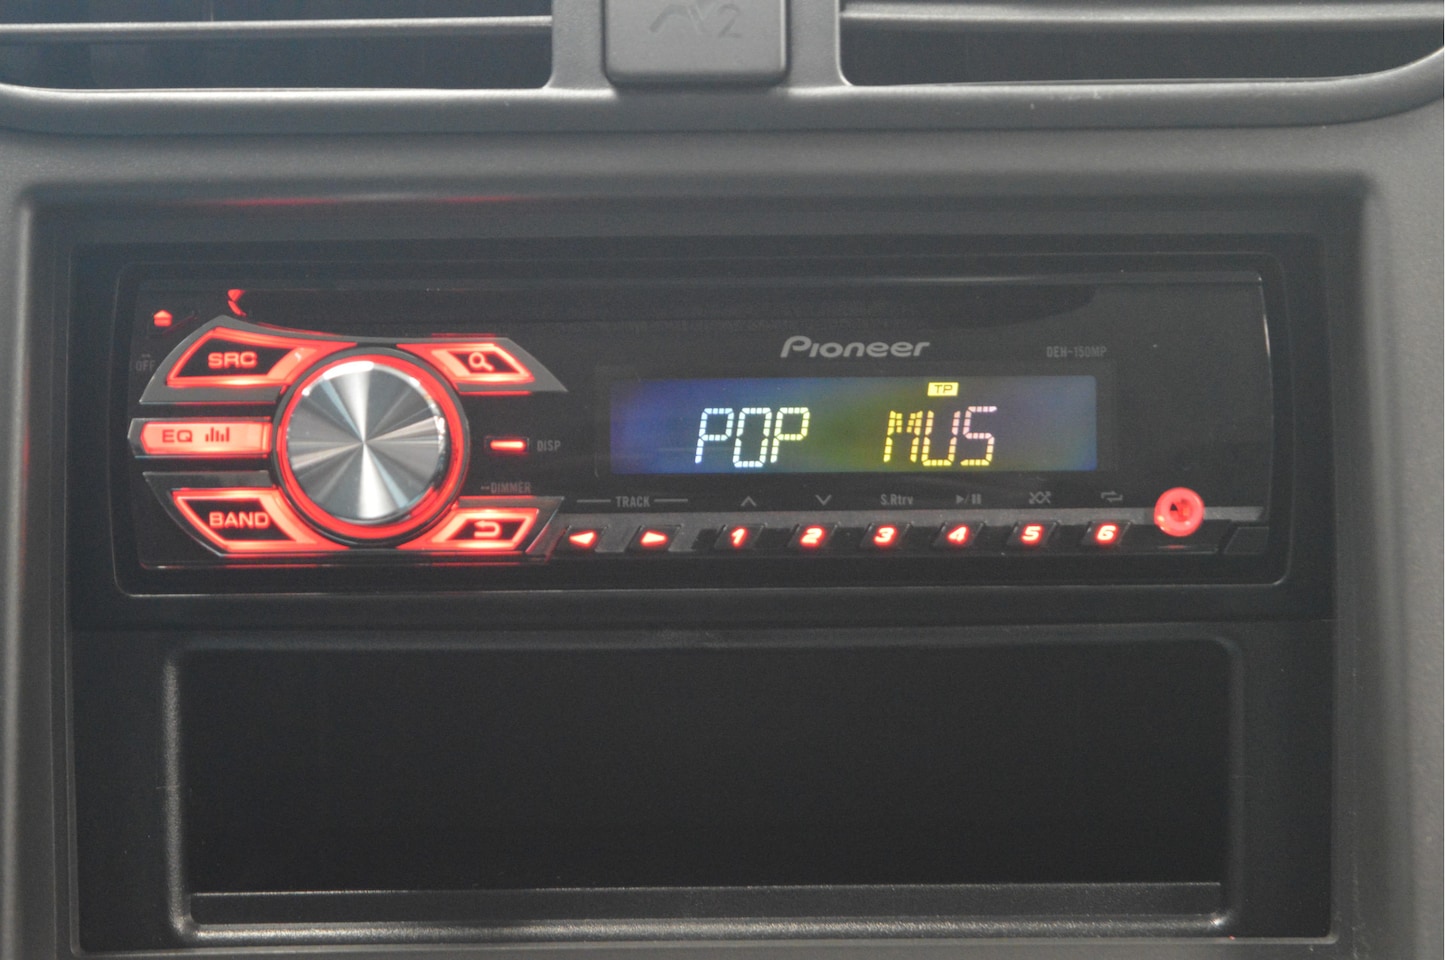 Pioneer
DEH-150MP
OFF
SRC
TP
POP MUS
EQ
DISP
DIMMER
TRACK
S.Rtrv
BAND
1 2 3 4 5 6